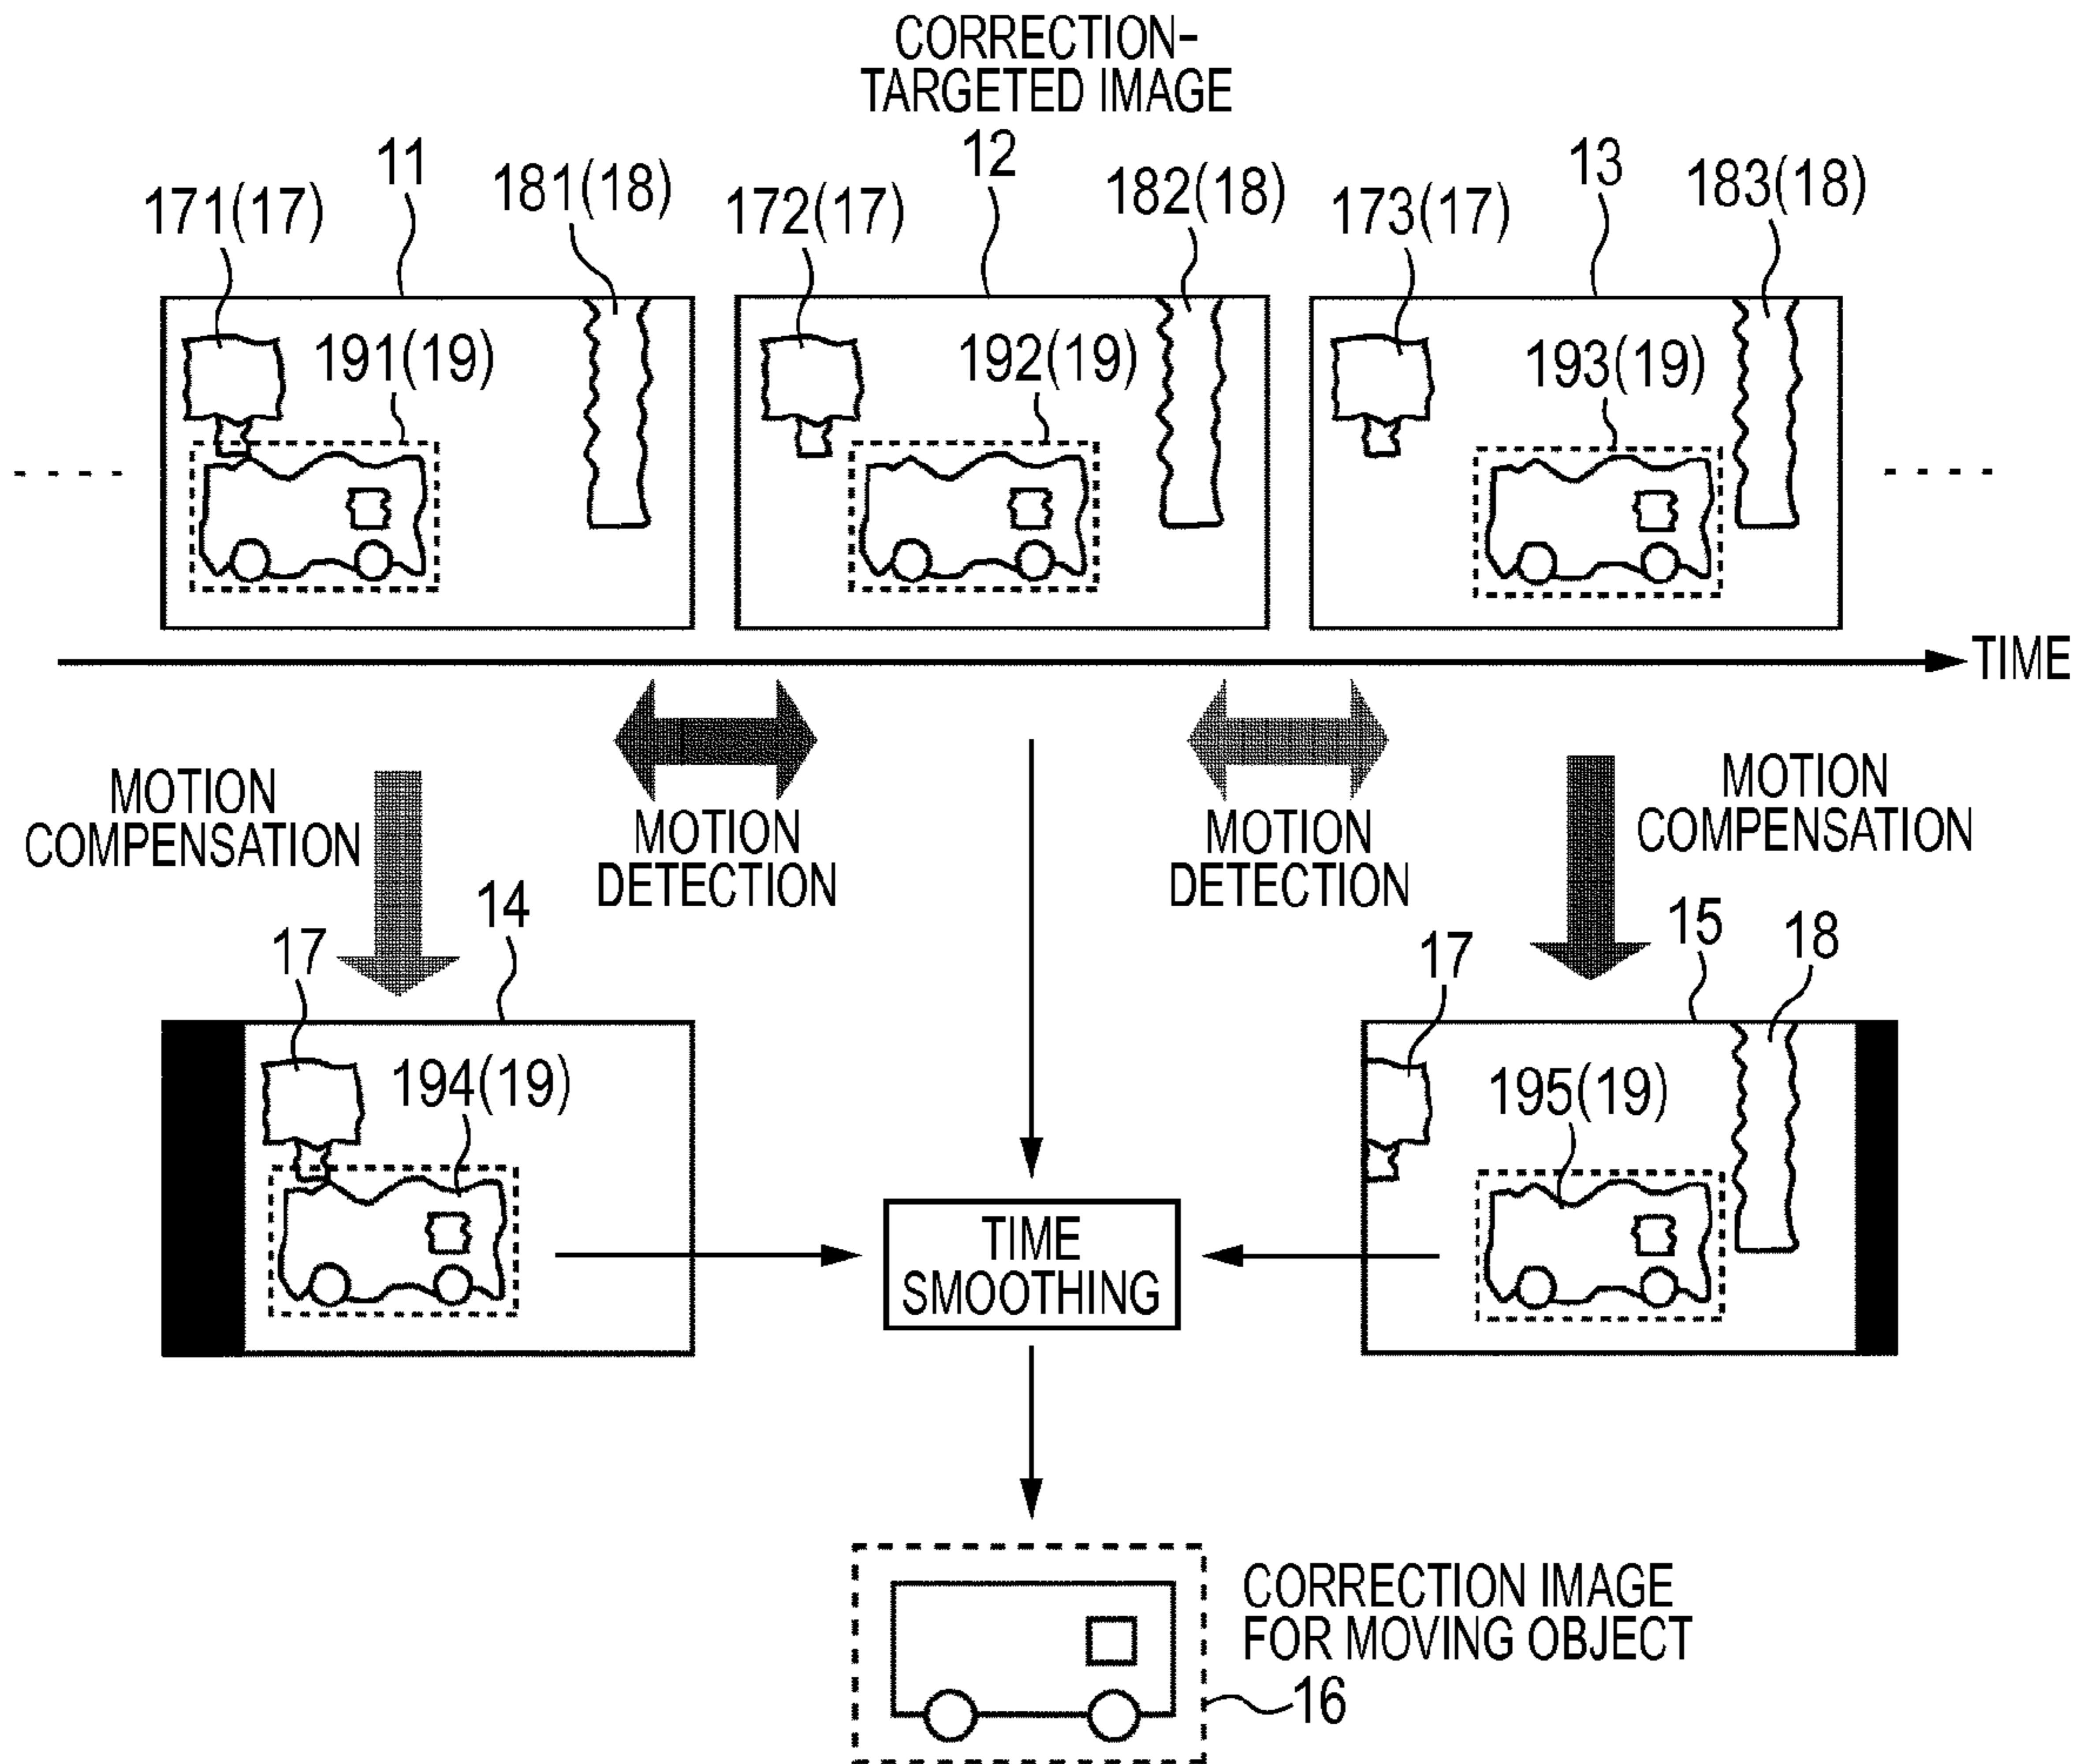 CORRECTION-
TARGETED IMAGE
11
12
13
171(17)
181(18)
172(17)
182(18)
173(17)
183(18)
191(19)
192(19)
193(19)
TIME
MOTION
COMPENSATION
MOTION
DETECTION
MOTION
DETECTION
MOTION
COMPENSATION
14
15
17
17
18
194(19)
195(19)
TIME
SMOOTHING
CORRECTION IMAGE
FOR MOVING OBJECT
16